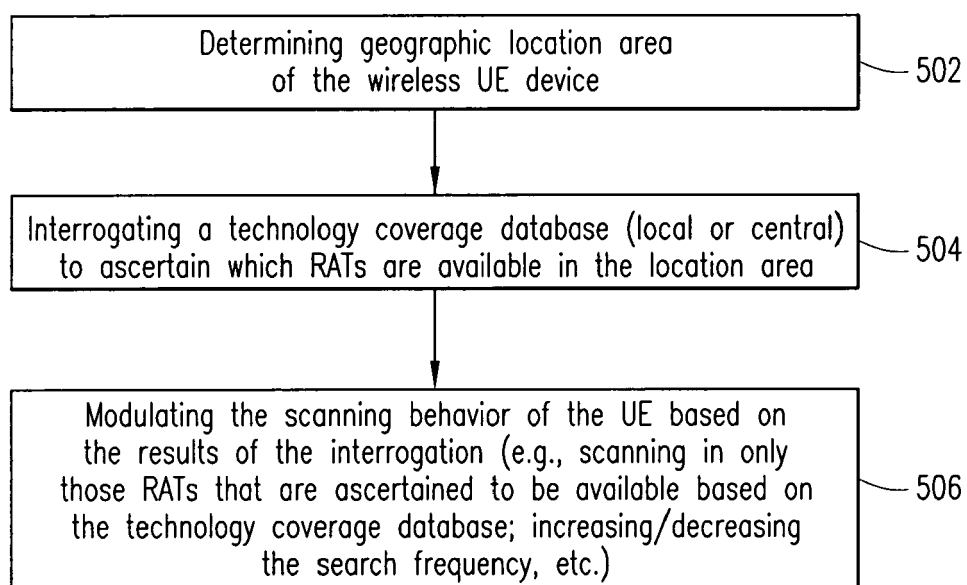 Determining geographic location area
of the wireless UE device
502
Interrogating a technology coverage database (local or central)
to ascertain which RATs are available in the location area
504
Modulating the scanning behavior of the UE based on
the results of the interrogation (e.g., scanning in only
those RATs that are ascertained to be available based on
the technology coverage database; increasing/decreasing
the search frequency, etc.)
506